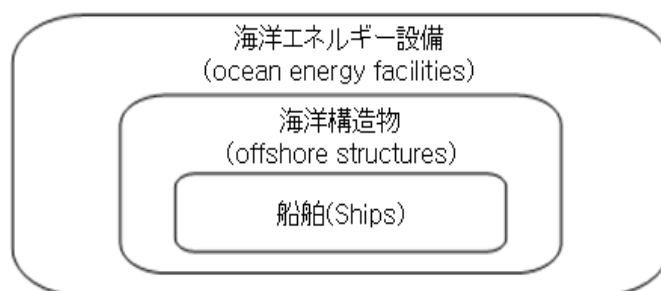 海洋エネルギー設備
(ocean energy facilities)
海洋構造物
(offshore structures)
船舶(Ships)